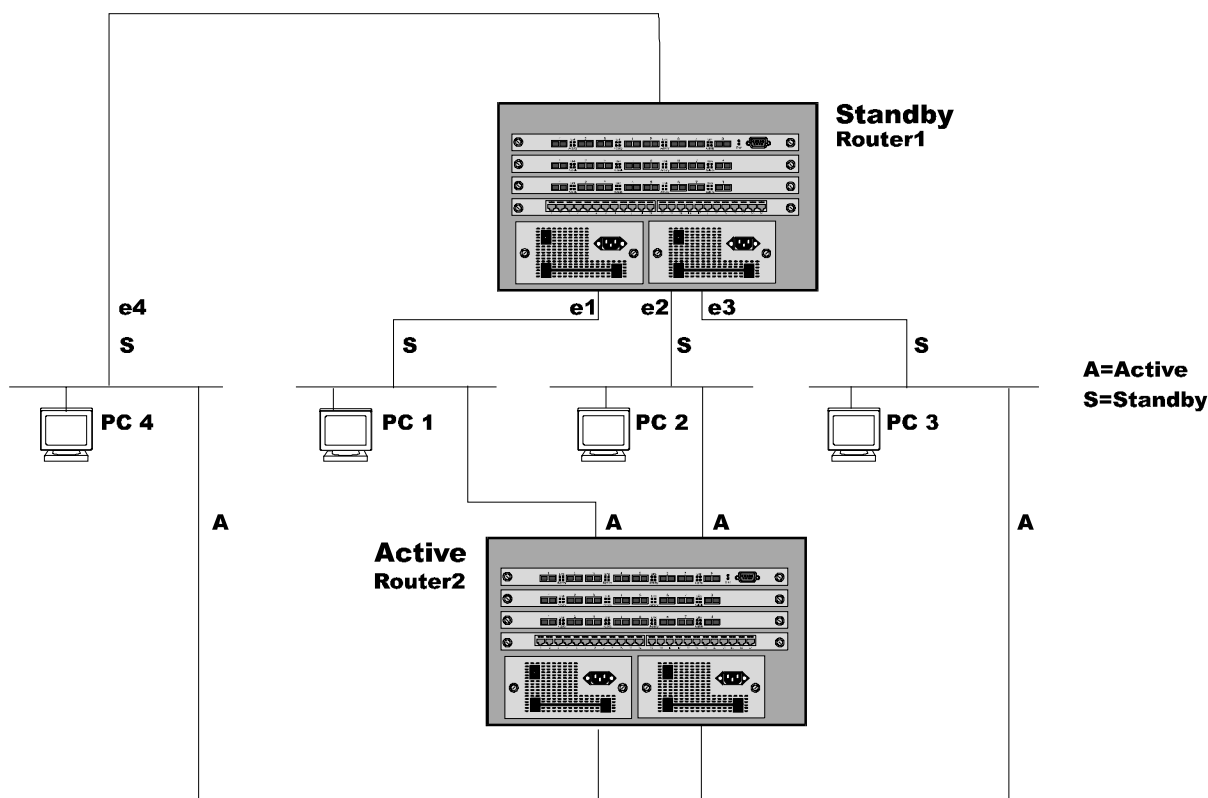 Standby
Router1
e4
e1
e2
e3
S
S
S
S
A=Active
S=Standby
PC 4
PC 1
PC 2
PC 3
A
A
A
A
Active
Router2